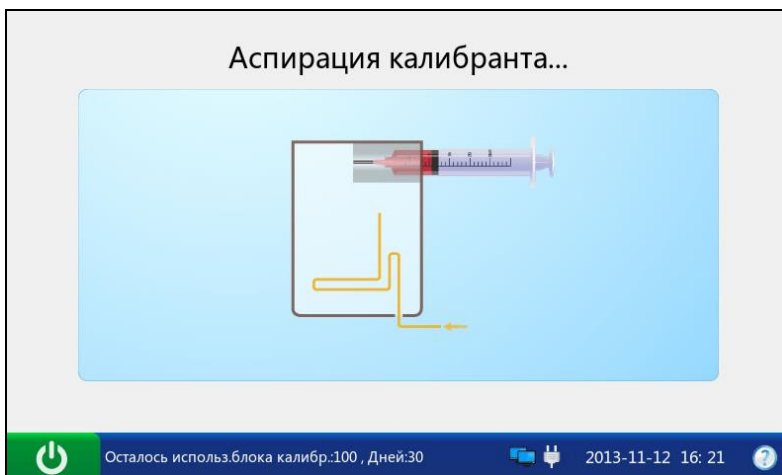 Аспирация калибранта...
Осталось использ.блока калибр.:100 , Дней:30
2013-11-12 16: 21